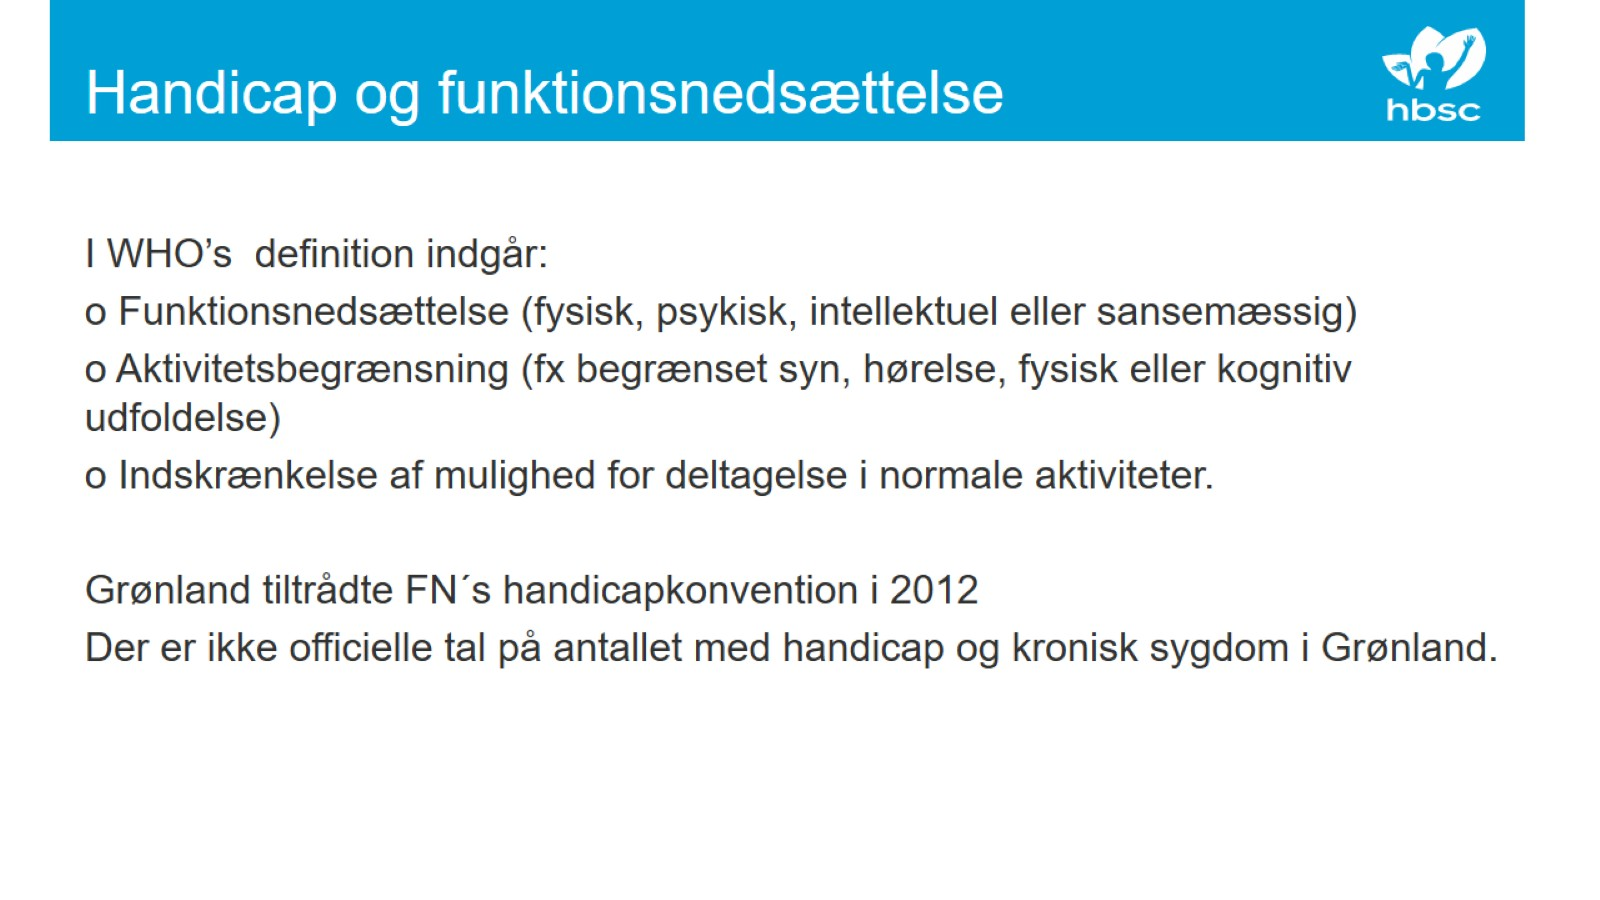 Handicap og funktionsnedsættelse
hbsc
I WHO’s  definition indgår:
o Funktionsnedsættelse (fysisk, psykisk, intellektuel eller sansemæssig)
o Aktivitetsbegrænsning (fx begrænset syn, hørelse, fysisk eller kognitiv
udfoldelse)
o Indskrænkelse af mulighed for deltagelse i normale aktiviteter.
Grønland tiltrådte FN´s handicapkonvention i 2012
Der er ikke officielle tal på antallet med handicap og kronisk sygdom i Grønland.